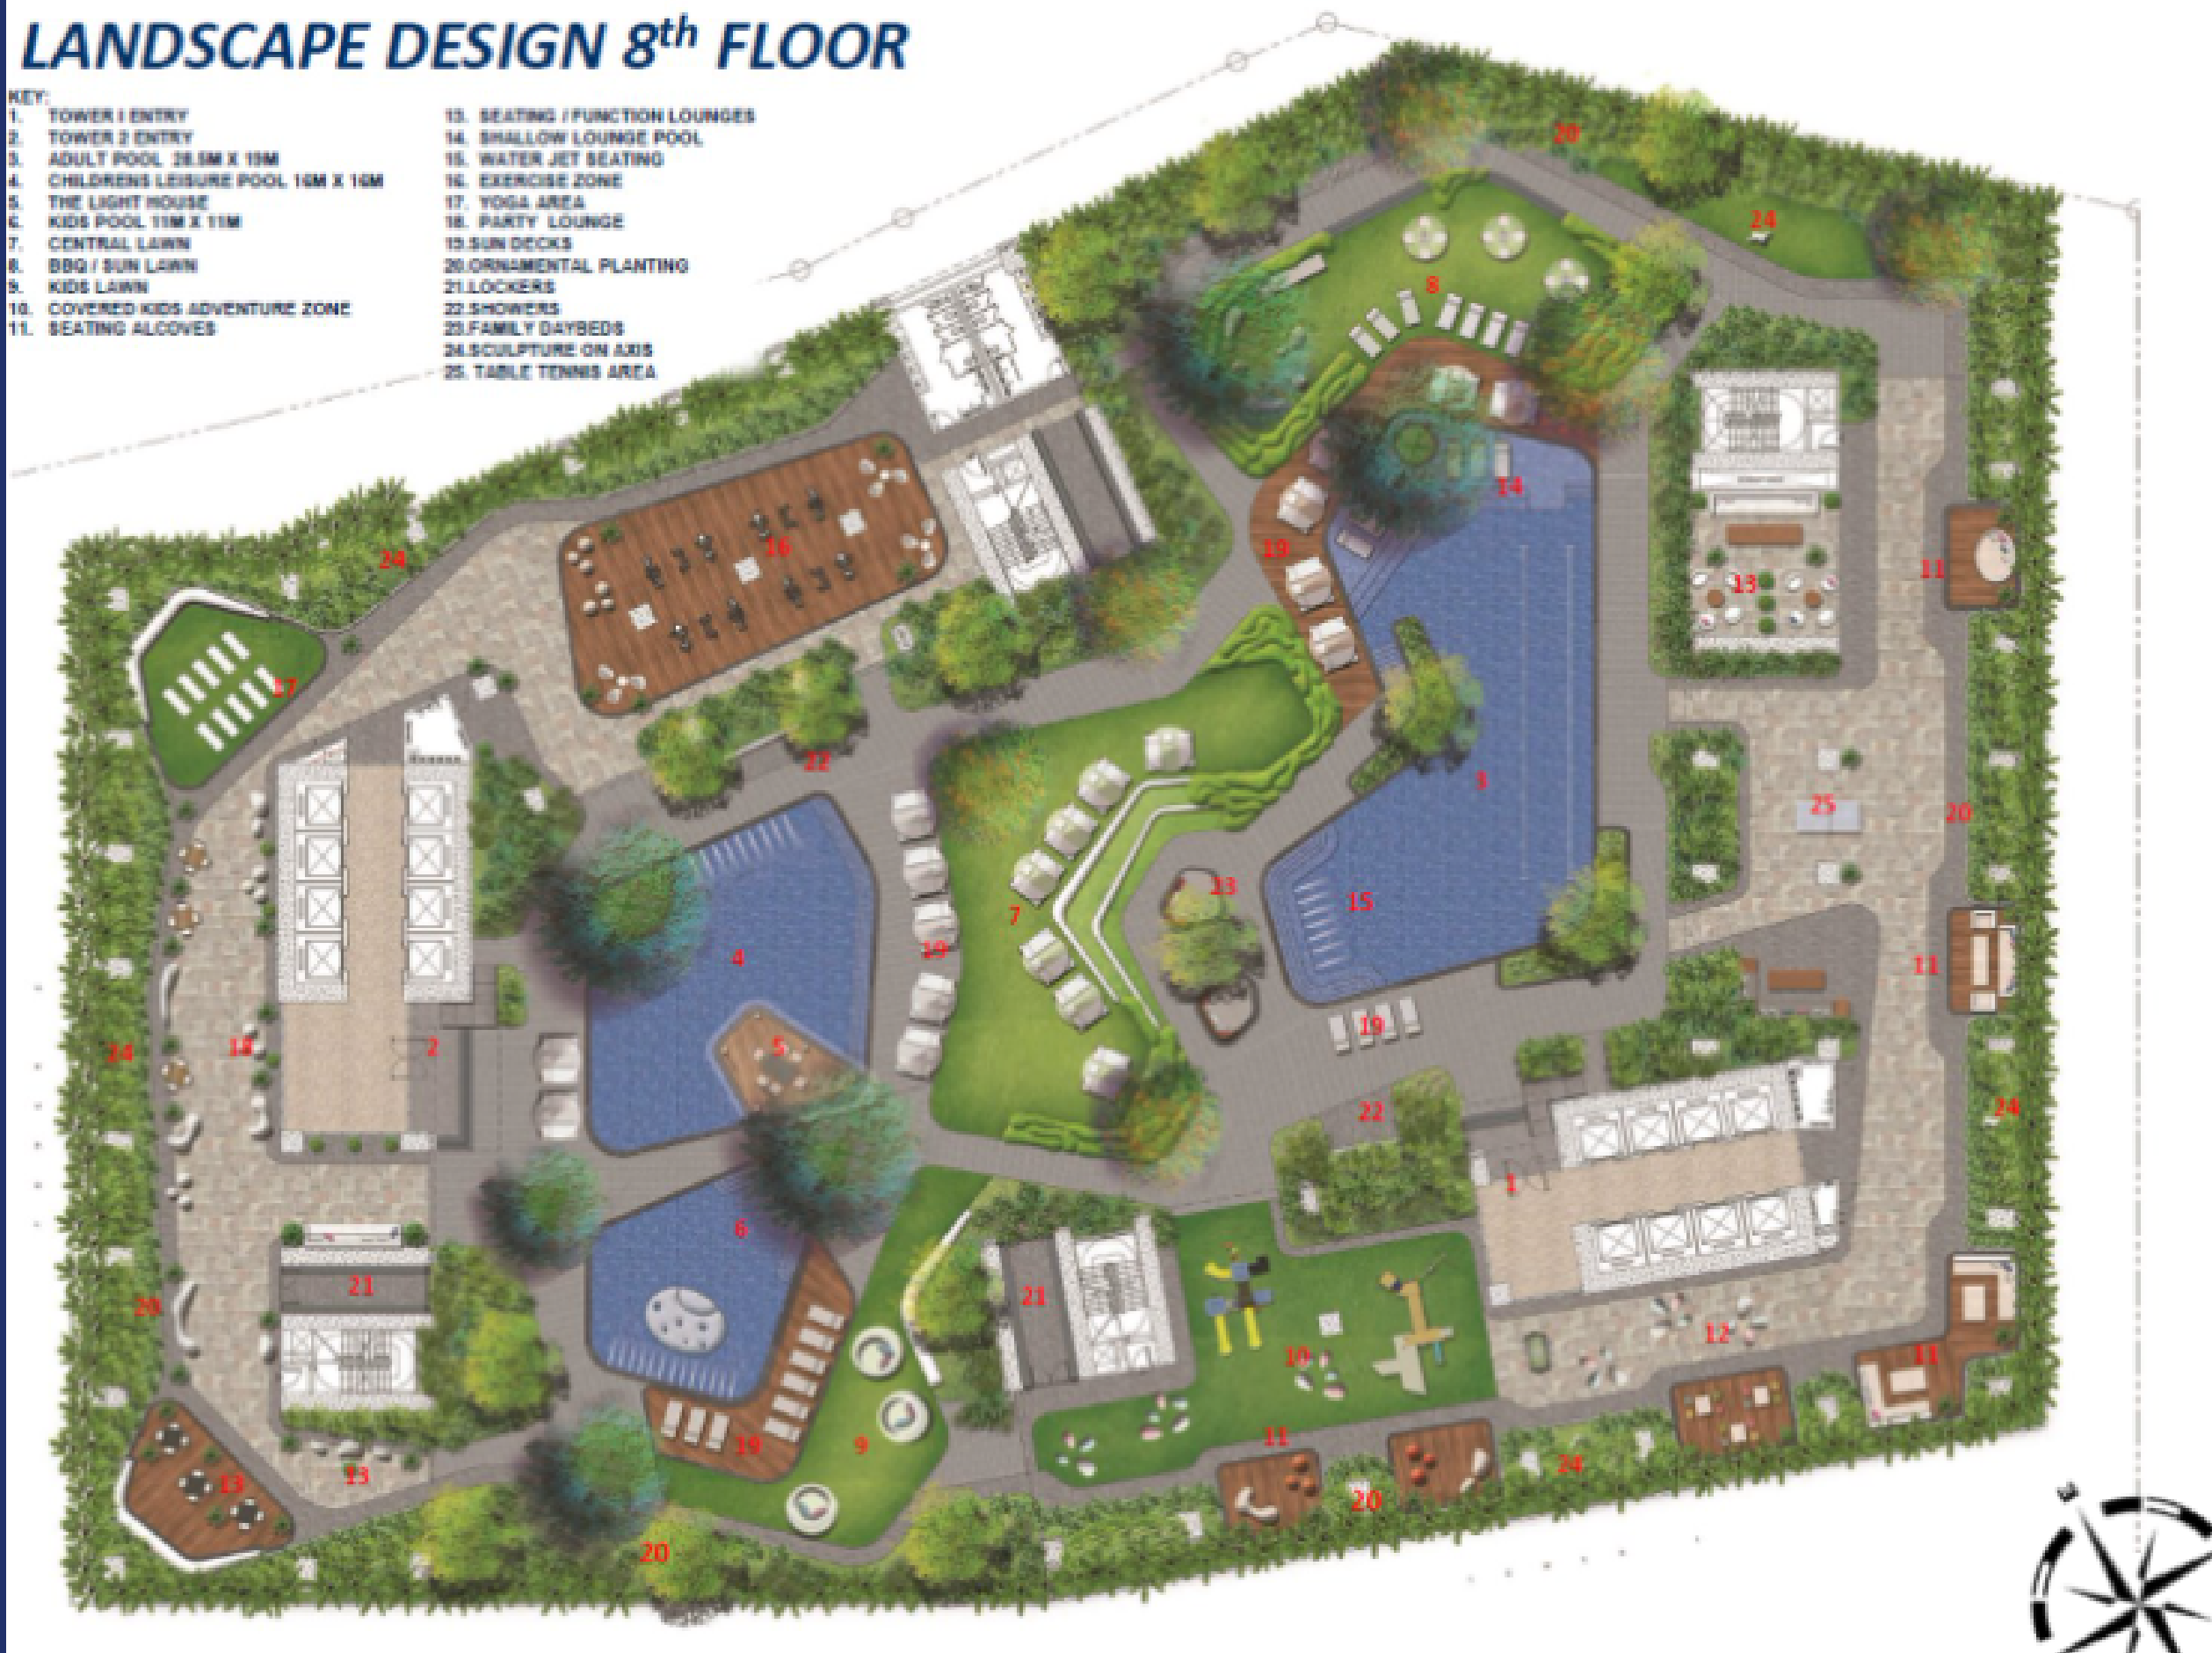 LANDSCAPE DESIGN 8th FLOOR
KEY:
1. TOWER I ENTRY
2. TOWER 2 ENTRY
3. ADULT POOL 28.5M X 19M
4. CHILDRENS LEISURE POOL 16M X 16M
5. THE LIGHT HOUSE
6. KIDS POOL 11M X 11M
7. CENTRAL LAWN
8. BBQ / SUN LAWN
9. KIDS LAWN
10. COVERED KIDS ADVENTURE ZONE
11. SEATING ALCOVES
13. SEATING / FUNCTION LOUNGES
14. SHALLOW LOUNGE POOL
15. WATER JET SEATING
16. EXERCISE ZONE
17. YOGA AREA
18. PARTY LOUNGE
19.SUN DECKS
20.ORNAMENTAL PLANTING
21.LOCKERS
22.SHOWERS
23.FAMILY DAYBEDS
24.SCULPTURE ON AXIS
25. TABLE TENNIS AREA
20
24
8
14
24
16
19
11
13
17
22
3
25
20
23
15
7
19
4
11
19
24
18
2
5
22
24
1
6
21
21
20
12
10
11
11
9
19
13
13
24
20
20